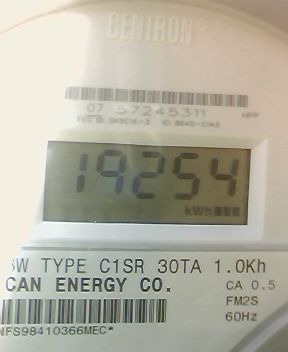 CENTRON®
07 57245311
19254
kWh
TYPE C1SR 30TA 1.0Kh
CAN ENERGY CO.
CA 0.5
FM2S
60Hz
NFS98410366MEC*